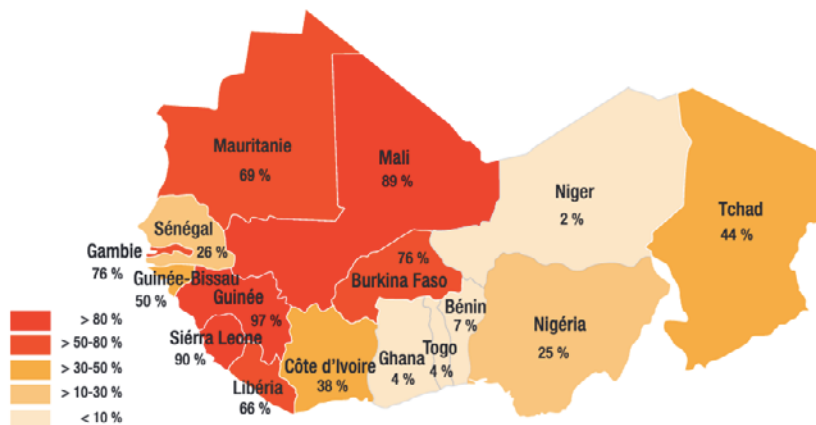 Mauritanie
69 %
Mali
89 %
Niger
2 %
Tchad
44 %
Sénégal
26 %
Gambie
76 %
Guinée-Bissau
50 %
Guinée
97 %
Siérra Leone
90 %
Libéria
66 %
Côte d'Ivoire
38 %
76 %
Burkina Faso
Ghana
4 %
Togo
4 %
Bénin
7 %
Nigéria
25 %
> 80 %
> 50-80 %
> 30-50 %
> 10-30 %
< 10 %